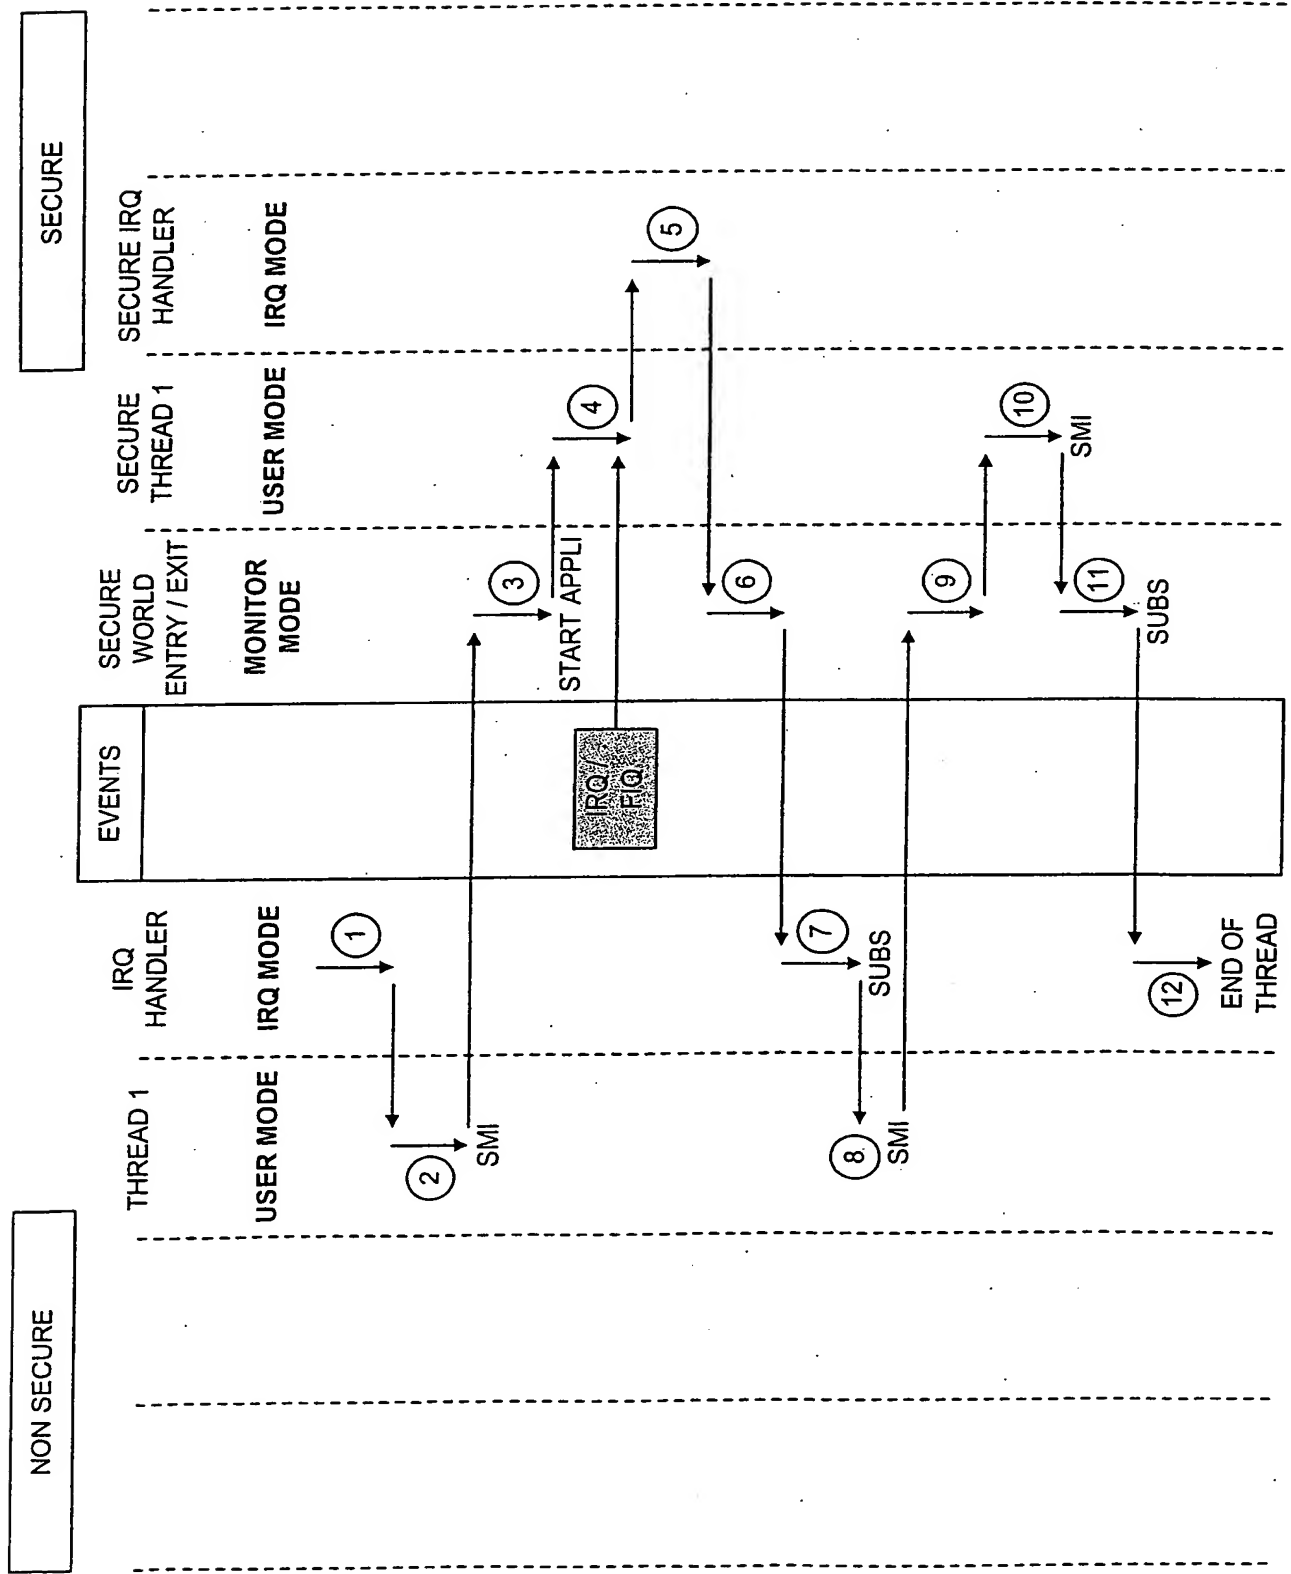 NON SECURE
SECURE
THREAD 1
USER MODE
IRQ
HANDLER
IRQ MODE
EVENTS
SECURE
WORLD
ENTRY / EXIT
MONITOR
MODE
SECURE
THREAD 1
USER MODE
SECURE IRQ
HANDLER
IRQ MODE
1
2
SMI
3
START APPLI
4
IRQ /
FIQ
5
6
7
SUBS
8
SMI
9
10
SMI
11
SUBS
12
END OF
THREAD